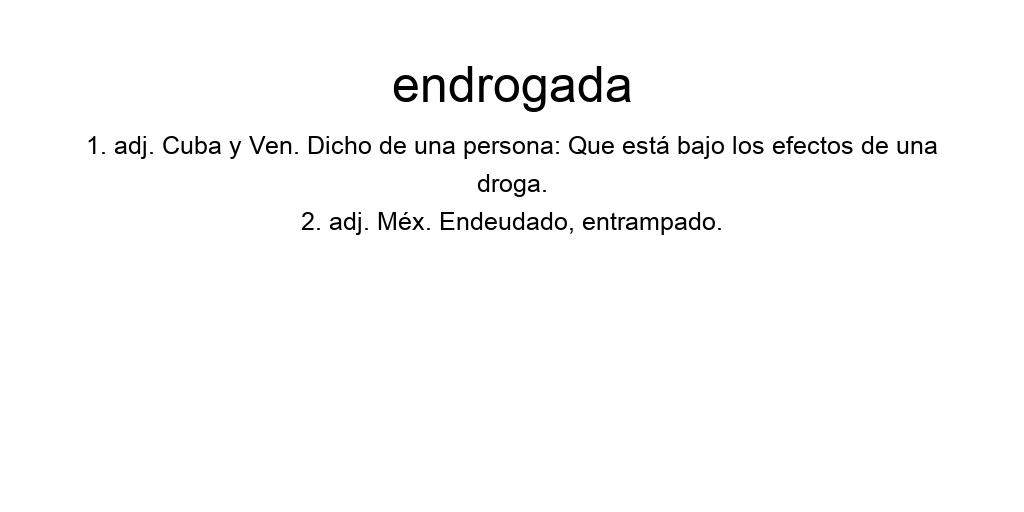 endrogada
1. adj. Cuba y Ven. Dicho de una persona: Que está bajo los efectos de una
droga.
2. adj. Méx. Endeudado, entrampado.